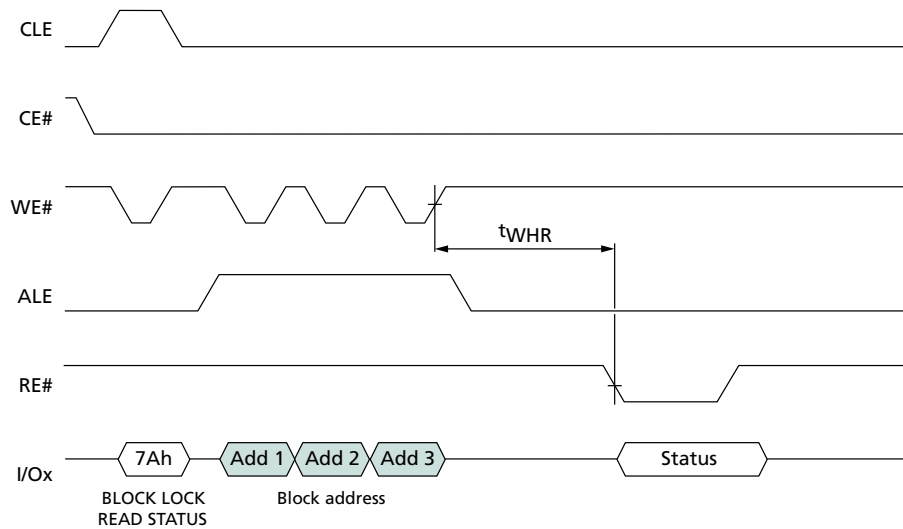 CLE
CE#
WE#
tWHR
ALE
RE#
I/Ox
7Ah
Add 1
Add 2
Add 3
Status
BLOCK LOCK
READ STATUS
Block address